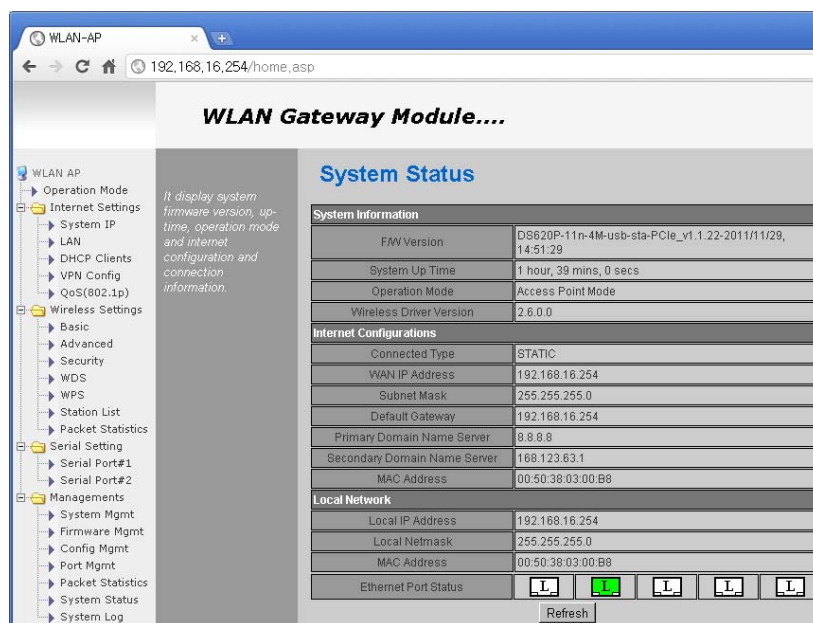 WLAN-AP
192.168.16.254/home.asp
WLAN Gateway Module....
WLAN AP
Operation Mode
Internet Settings
System IP
LAN
DHCP Clients
VPN Config
QoS(802.1p)
Wireless Settings
Basic
Advanced
Security
WDS
WPS
Station List
Packet Statistics
Serial Setting
Serial Port#1
Serial Port#2
Managements
System Mgmt
Firmware Mgmt
Config Mgmt
Port Mgmt
Packet Statistics
System Status
System Log
It display system
firmware version, up-
time, operation mode
and internet
configuration and
connection
information.
System Status
System Information
F/W Version DS620P-11n-4M-usb-sta-PCIe_v1.1.22-2011/11/29,
14:51:29
System Up Time 1 hour, 39 mins, 0 secs
Operation Mode Access Point Mode
Wireless Driver Version 2.6.0.0
Internet Configurations
Connected Type STATIC
WAN IP Address 192.168.16.254
Subnet Mask 255.255.255.0
Default Gateway 192.168.16.254
Primary Domain Name Server 8.8.8.8
Secondary Domain Name Server 168.123.63.1
MAC Address 00:50:38:03:00:B8
Local Network
Local IP Address 192.168.16.254
Local Netmask 255.255.255.0
MAC Address 00:50:38:03:00:B8
Ethernet Port Status L L L L L
Refresh